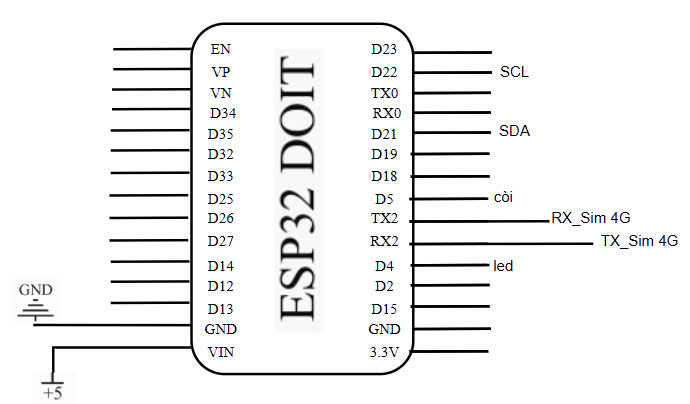 EN
VP
VN
D34
D35
D32
D33
D25
D26
D27
D14
D12
D13
GND
VIN
GND
+5
ESP32 DOIT
D23
D22 SCL
TX0
RX0
D21 SDA
D19
D18
D5 còi
TX2 RX_Sim 4G
RX2 TX_Sim 4G
D4 led
D2
D15
GND
3.3V